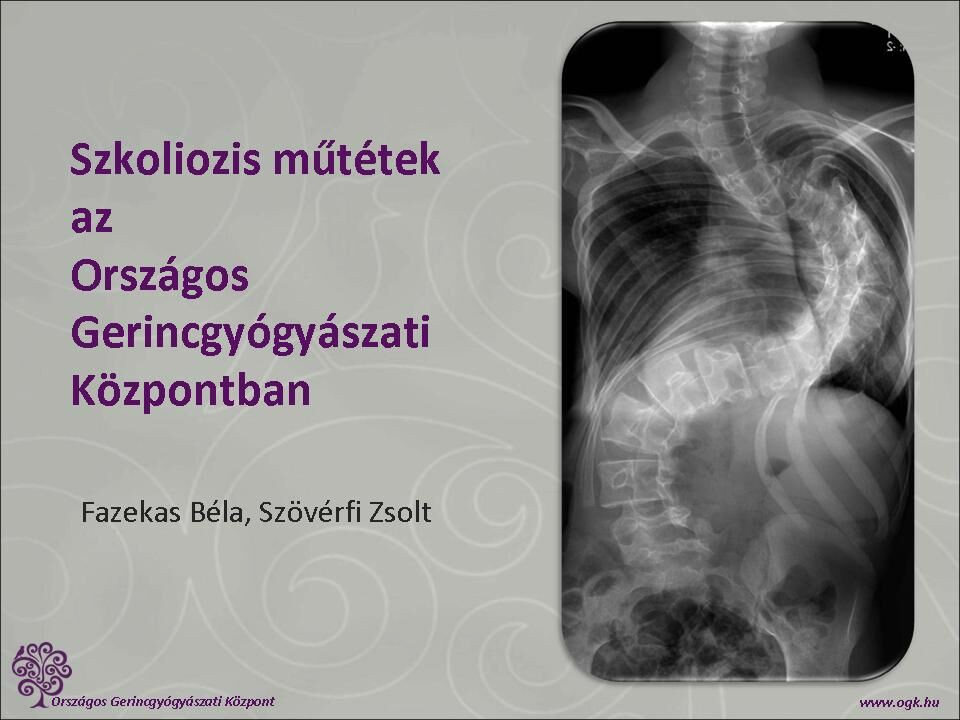 Szkoliozis műtétek
az
Országos
Gerincgyógyászati
Központban
Fazekas Béla, Szövérfi Zsolt
Országos Gerincgyógyászati Központ
www.ogk.hu